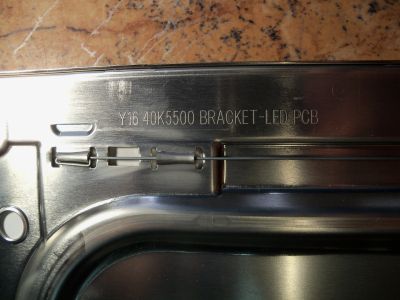 Y16 40K5500 BRACKET-LED PCB